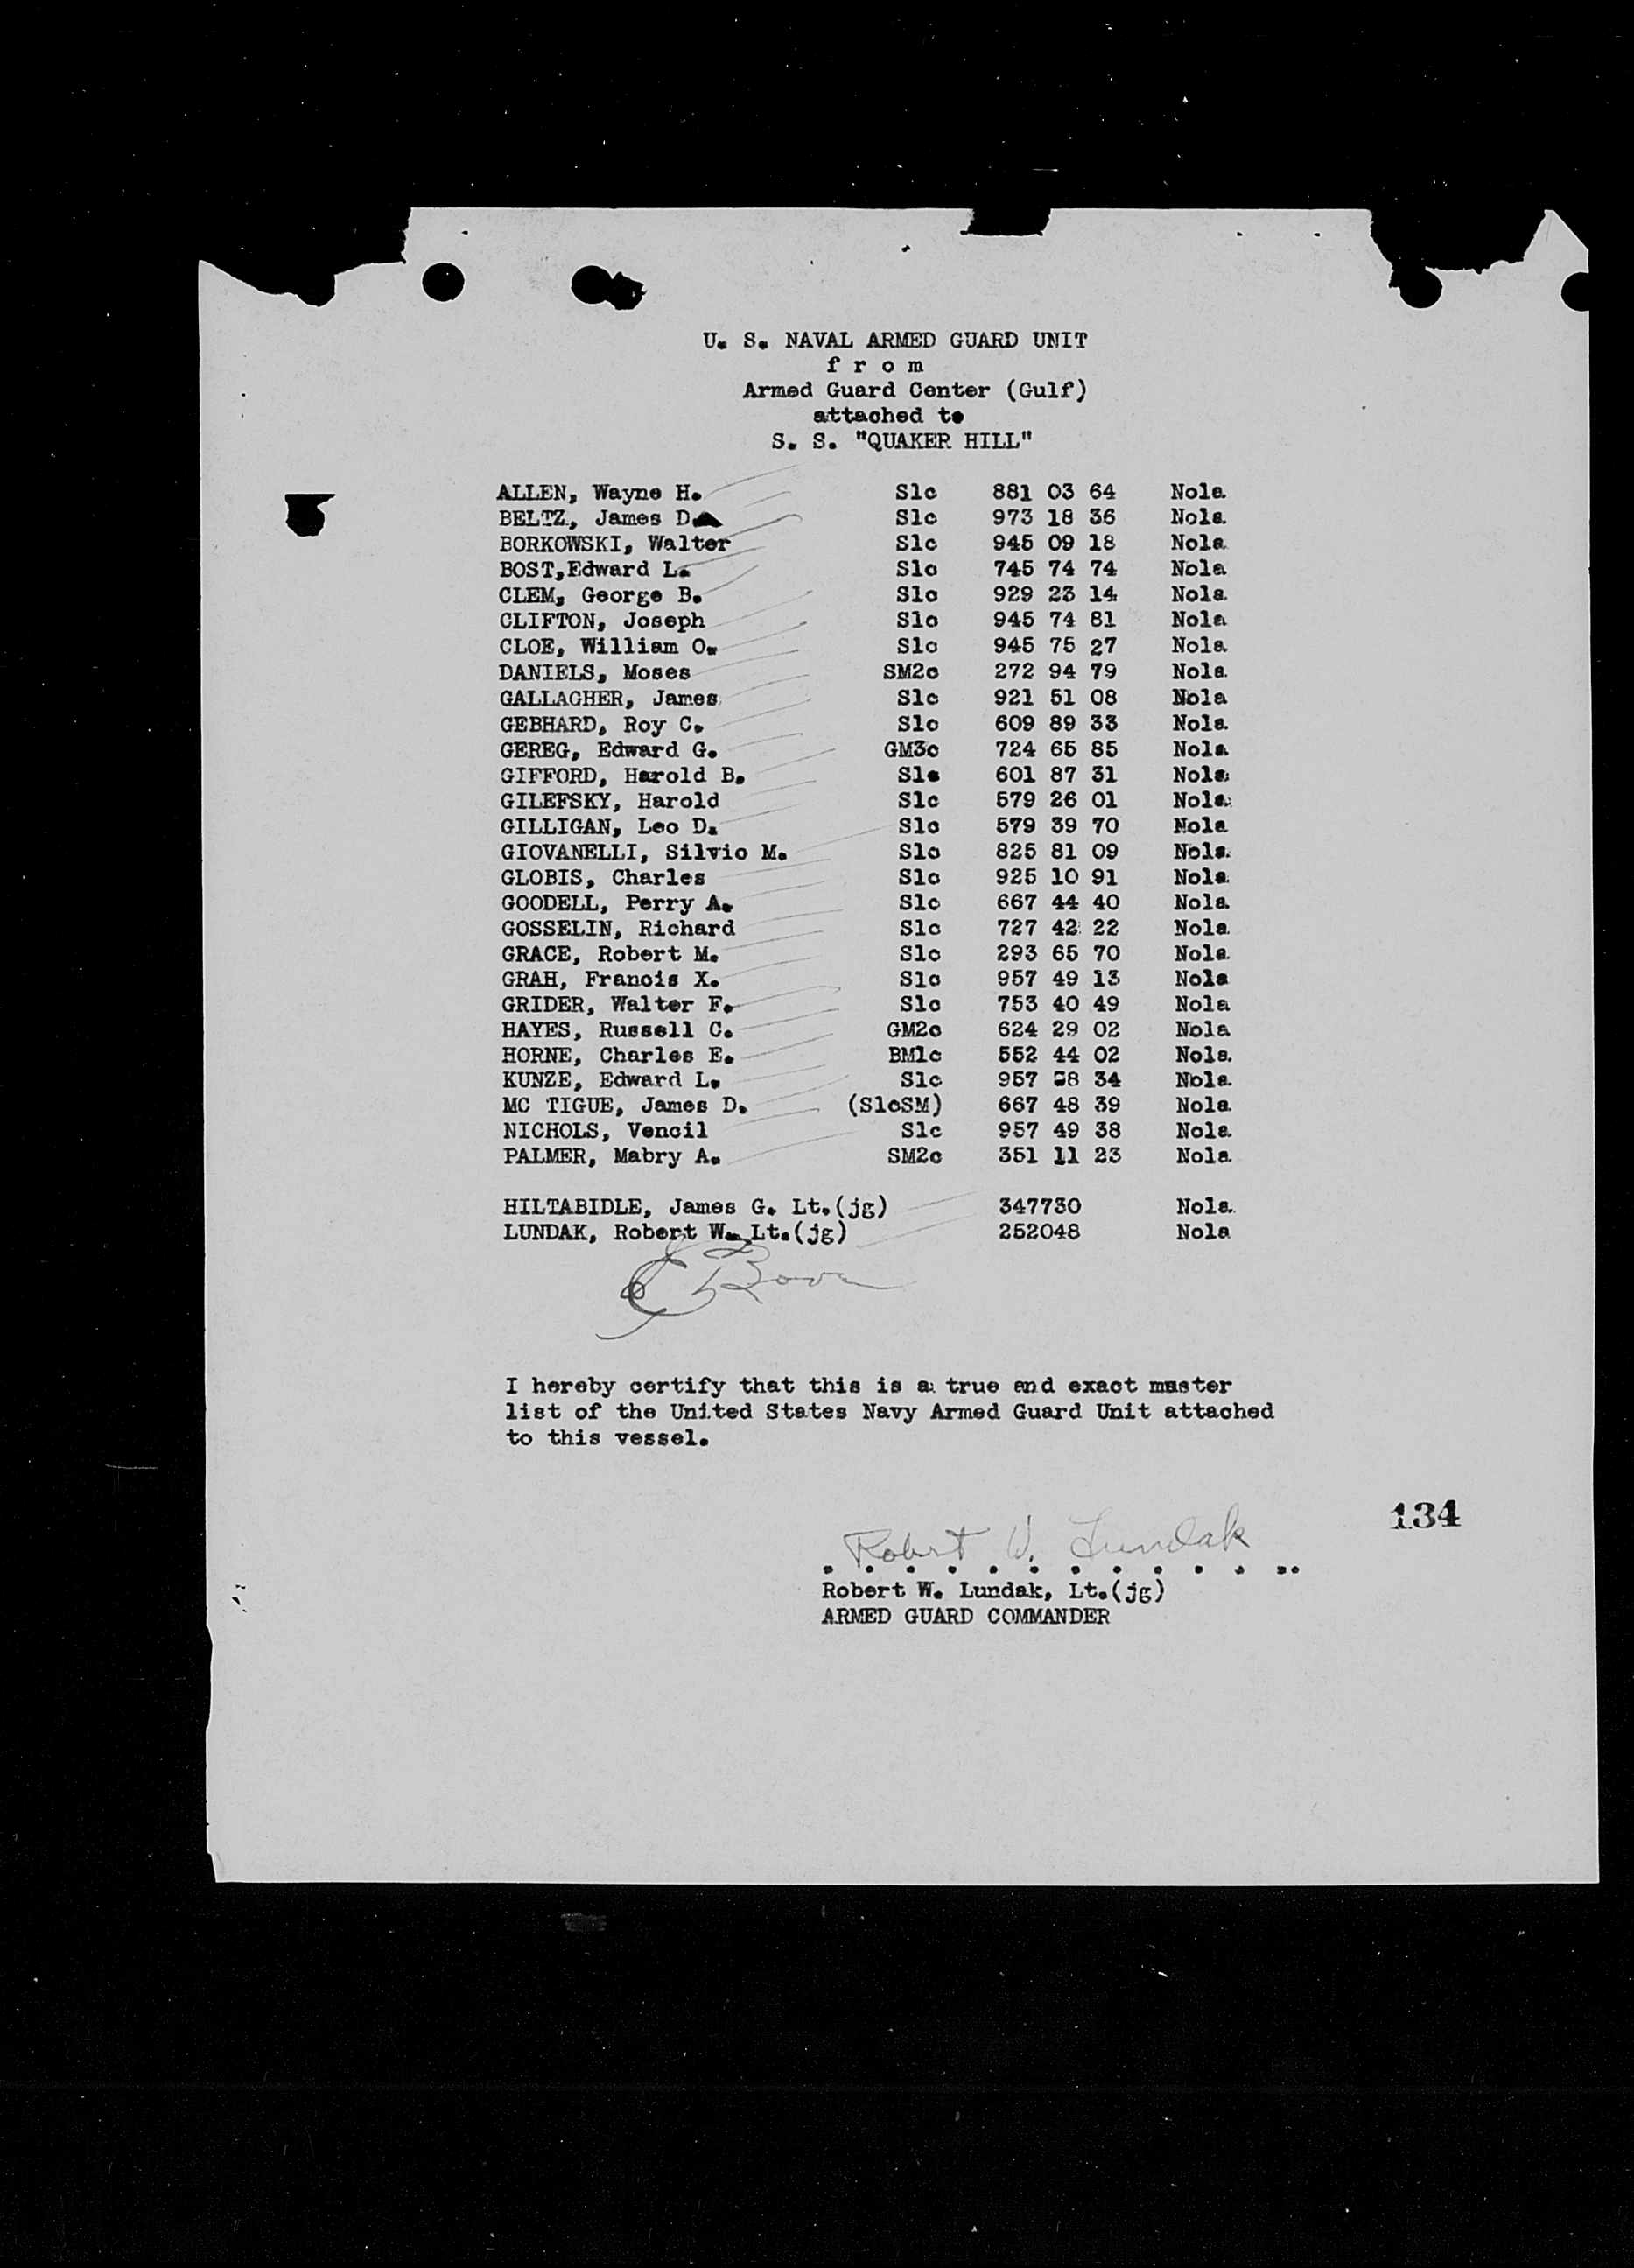 U. S. NAVAL ARMED GUARD UNIT
f r o m
Armed Guard Center (Gulf)
attached to
S. S. "QUAKER HILL"
ALLEN, Wayne H. S1c 881 03 64 Nola
BELTZ, James D. S1c 973 18 36 Nola
BORKOWSKI, Walter S1c 945 09 18 Nola
BOST,Edward L. S1c 745 74 74 Nola
CLEM, George B. S1c 929 23 14 Nola
CLIFTON, Joseph S1c 945 74 81 Nola
CLOE, William O. S1c 945 75 27 Nola
DANIELS, Moses SM2c 272 94 79 Nola
GALLAGHER, James S1c 921 51 08 Nola
GEBHARD, Roy C. S1c 609 89 33 Nola
GEREG, Edward G. GM3c 724 65 85 Nola
GIFFORD, Harold B. S1c 601 87 31 Nola
GILEFSKY, Harold S1c 579 26 01 Nola
GILLIGAN, Leo D. S1c 579 39 70 Nola
GIOVANELLI, Silvio M. S1c 825 81 09 Nola
GLOBIS, Charles S1c 925 10 91 Nola
GOODELL, Perry A. S1c 667 44 40 Nola
GOSSELIN, Richard S1c 727 42 22 Nola
GRACE, Robert M. S1c 293 65 70 Nola
GRAH, Francis X. S1c 957 49 13 Nola
GRIDER, Walter F. S1c 753 40 49 Nola
HAYES, Russell C. GM2c 624 29 02 Nola
HORNE, Charles E. BM1c 552 44 02 Nola
KUNZE, Edward L. S1c 957 34 Nola
MC TIGUE, James D. (S1cSM) 667 48 39 Nola
NICHOLS, Vencil S1c 957 49 38 Nola
PALMER, Mabry A. SM2c 351 11 23 Nola
HILTABIDLE, James G. Lt.(jg) 347730 Nola
LUNDAK, Robert W. Lt.(jg) 252048 Nola
I hereby certify that this is a true and exact muster
list of the United States Navy Armed Guard Unit attached
to this vessel.
134
Robert W. Lundak
Robert W. Lundak, Lt.(jg)
ARMED GUARD COMMANDER